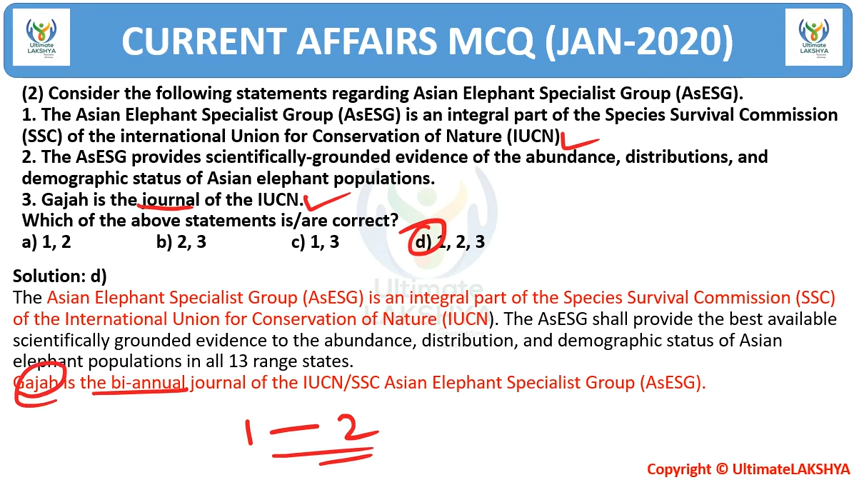 Ultimate
LAKSHYA
CURRENT AFFAIRS MCQ (JAN-2020)
Ultimate
LAKSHYA
(2) Consider the following statements regarding Asian Elephant Specialist Group (AsESG).
1. The Asian Elephant Specialist Group (AsESG) is an integral part of the Species Survival Commission
(SSC) of the international Union for Conservation of Nature (IUCN)
2. The AsESG provides scientifically-grounded evidence of the abundance, distributions, and
demographic status of Asian elephant populations.
3. Gajah is the journal of the IUCN.
Which of the above statements is/are correct?
a) 1, 2 b) 2, 3 c) 1, 3 d) 1, 2, 3
Solution: d)
The Asian Elephant Specialist Group (AsESG) is an integral part of the Species Survival Commission (SSC)
of the International Union for Conservation of Nature (IUCN). The AsESG shall provide the best available
scientifically grounded evidence to the abundance, distribution, and demographic status of Asian
elephant populations in all 13 range states.
Gajah is the bi-annual journal of the IUCN/SSC Asian Elephant Specialist Group (AsESG).
1 — 2
Ultimate
LAKSHYA
Copyright © UltimateLAKSHYA